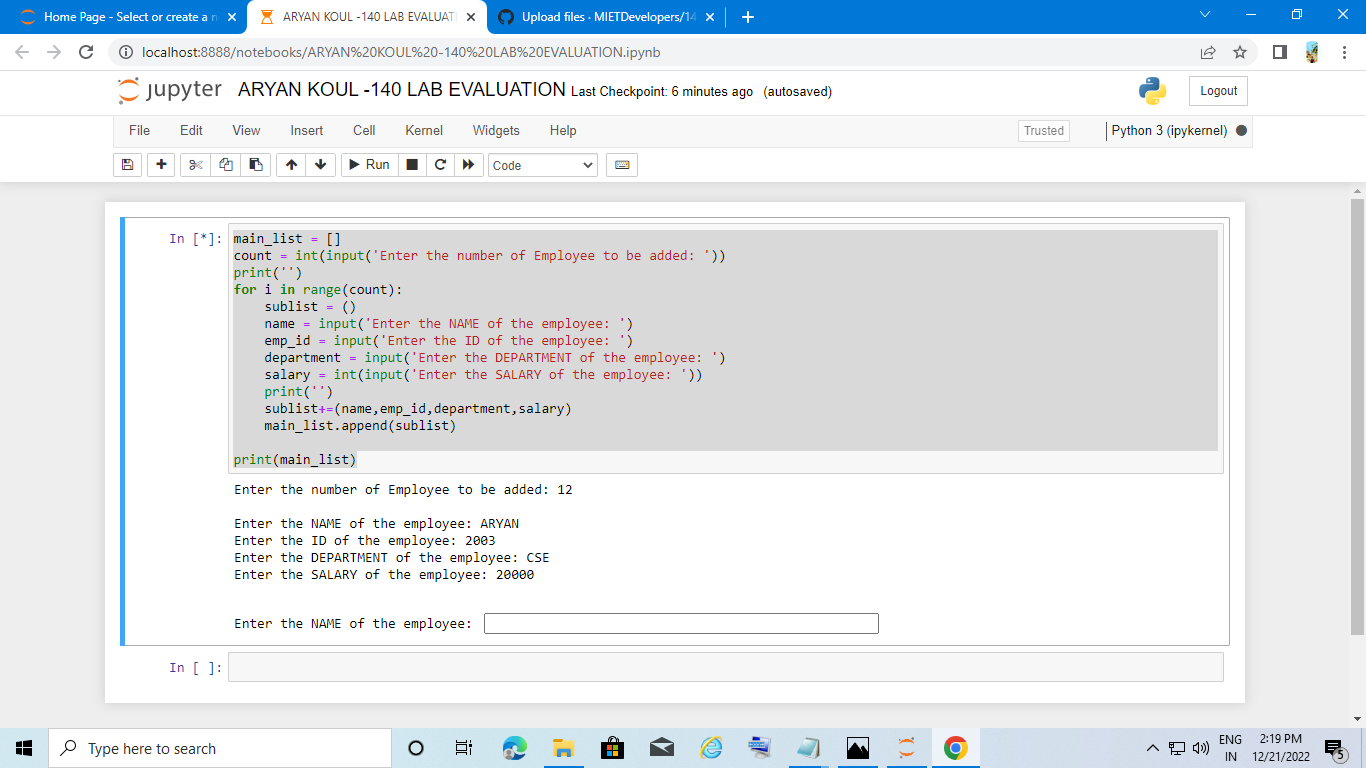 Home Page - Select or create a n
ARYAN KOUL -140 LAB EVALUATI
Upload files · MIETDevelopers/14
localhost:8888/notebooks/ARYAN%20KOUL%20-140%20LAB%20EVALUATION.ipynb
jupyter ARYAN KOUL -140 LAB EVALUATION Last Checkpoint: 6 minutes ago (autosaved)
Logout
File Edit View Insert Cell Kernel Widgets Help
Trusted
Python 3 (ipykernel)
Run
Code
In [*]:
main_list = []
count = int(input('Enter the number of Employee to be added: '))
print('')
for i in range(count):
    sublist = ()
    name = input('Enter the NAME of the employee: ')
    emp_id = input('Enter the ID of the employee: ')
    department = input('Enter the DEPARTMENT of the employee: ')
    salary = int(input('Enter the SALARY of the employee: '))
    print('')
    sublist+=(name,emp_id,department,salary)
    main_list.append(sublist)
print(main_list)
Enter the number of Employee to be added: 12
Enter the NAME of the employee: ARYAN
Enter the ID of the employee: 2003
Enter the DEPARTMENT of the employee: CSE
Enter the SALARY of the employee: 20000
Enter the NAME of the employee:
In [ ]:
Type here to search
ENG
IN
2:19 PM
12/21/2022
5